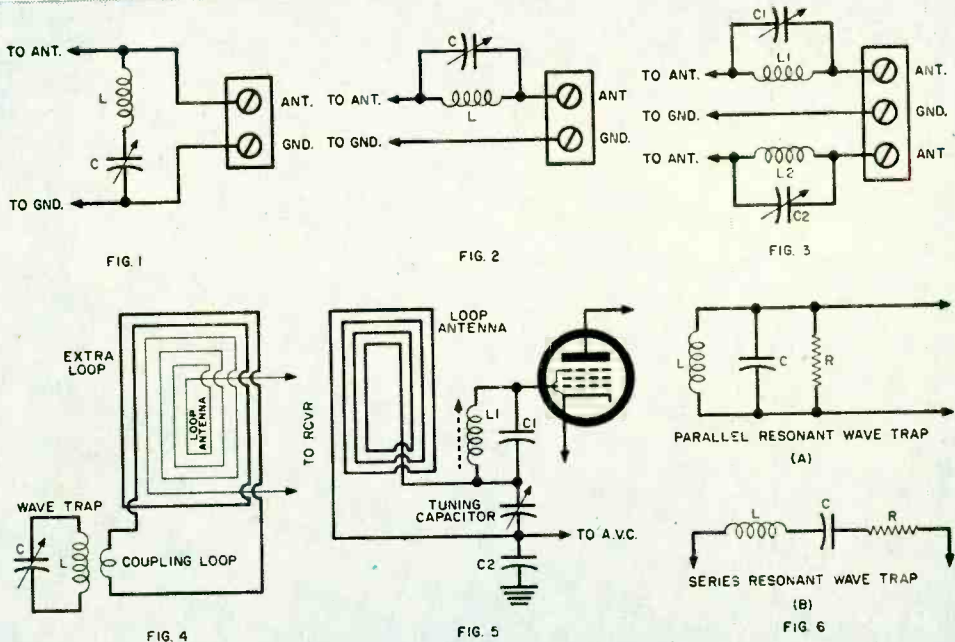 TO ANT.
L
C
TO GND.
ANT.
GND.
FIG. 1
C
TO ANT.
L
ANT
TO GND.
GND.
FIG. 2
C1
L1
TO ANT.
ANT.
TO GND.
GND.
TO ANT.
ANT
L2
C2
FIG. 3
EXTRA
LOOP
LOOP
ANTENNA
TO RCVR
WAVE TRAP
C
L
COUPLING LOOP
FIG. 4
LOOP
ANTENNA
L1
C1
TUNING
CAPACITOR
TO A.V.C.
C2
FIG. 5
L
C
R
PARALLEL RESONANT WAVE TRAP
(A)
L
C
R
SERIES RESONANT WAVE TRAP
(B)
FIG. 6